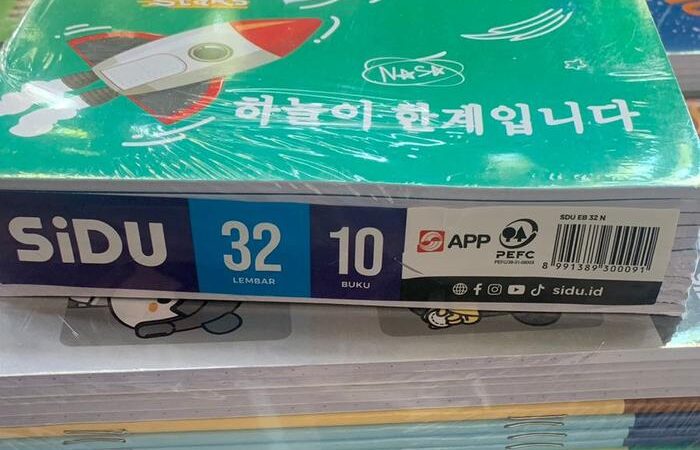 NASA
하늘이 한계입니다
SiDU
32
LEMBAR
10
BUKU
APP
PEFC
SDU EB 32 N
8 991389 300091
sidu.id